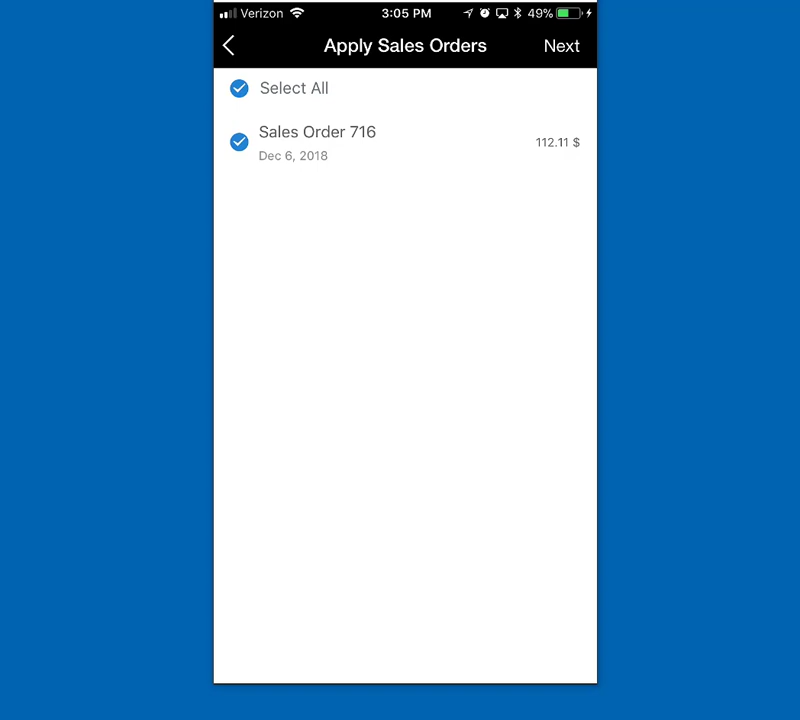 Verizon 3:05 PM 49%
Apply Sales Orders Next
Select All
Sales Order 716
112.11 $
Dec 6, 2018